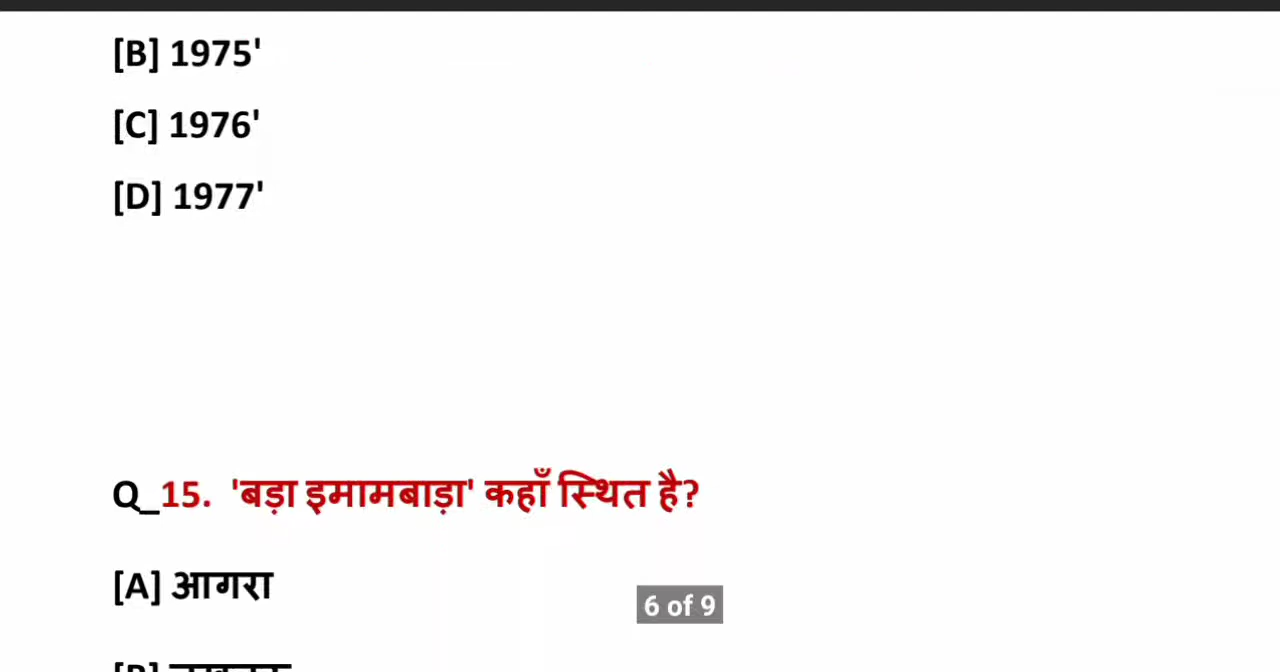 [B] 1975'
[C] 1976'
[D] 1977'
Q_15. 'बड़ा इमामबाड़ा' कहाँ स्थित है?
[A] आगरा
6 of 9